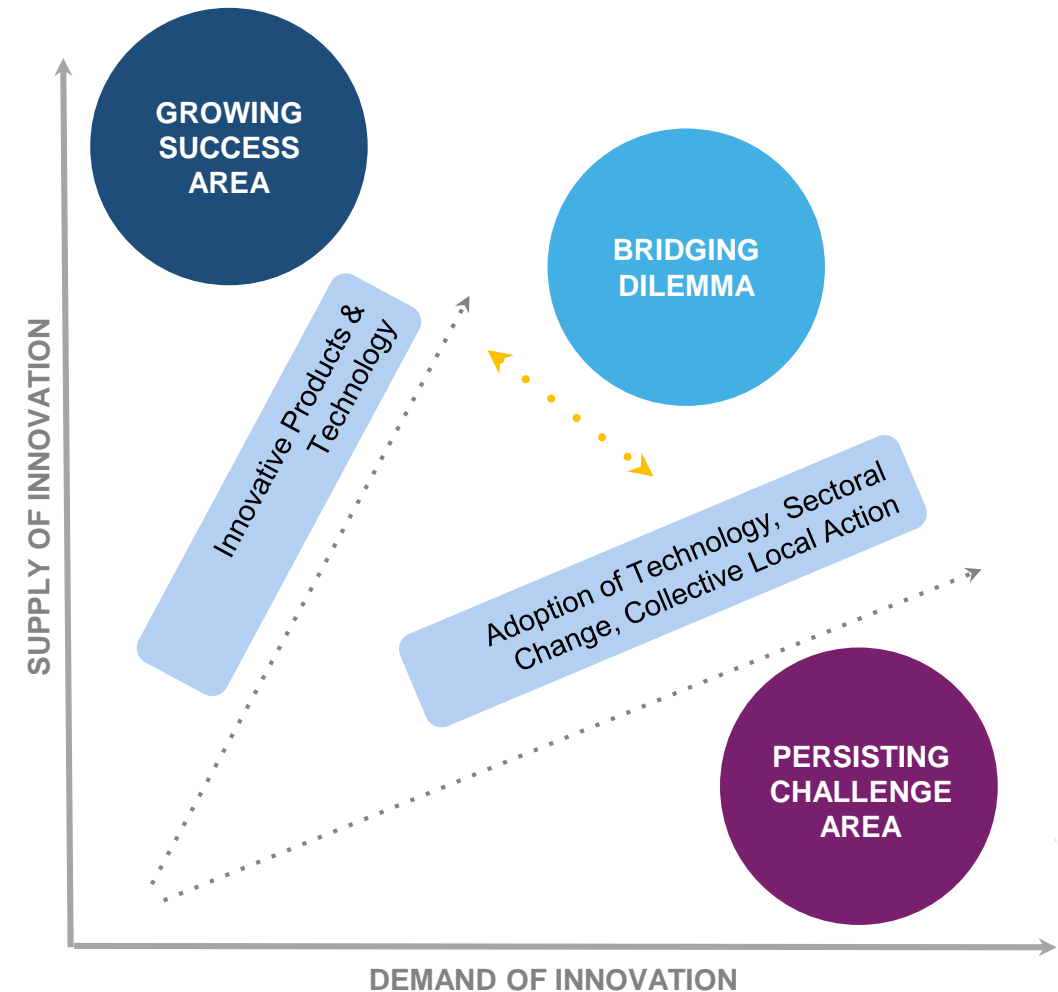 GROWING
SUCCESS
AREA
BRIDGING
DILEMMA
SUPPLY OF INNOVATION
Innovative Products &
Technology
Adoption of Technology, Sectoral
Change, Collective Local Action
PERSISTING
CHALLENGE
AREA
DEMAND OF INNOVATION